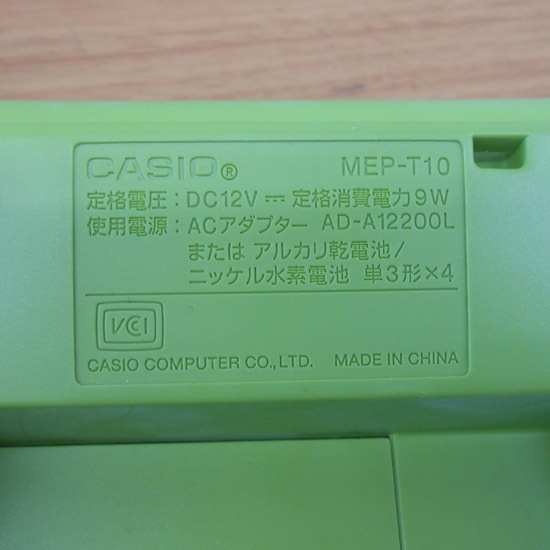 CASIO® MEP-T10
定格電圧：DC12V ⎓ 定格消費電力9W
使用電源：ACアダプター AD-A12200L
または アルカリ乾電池/
ニッケル水素電池 単3形×4
VCI
CASIO COMPUTER CO.,LTD. MADE IN CHINA